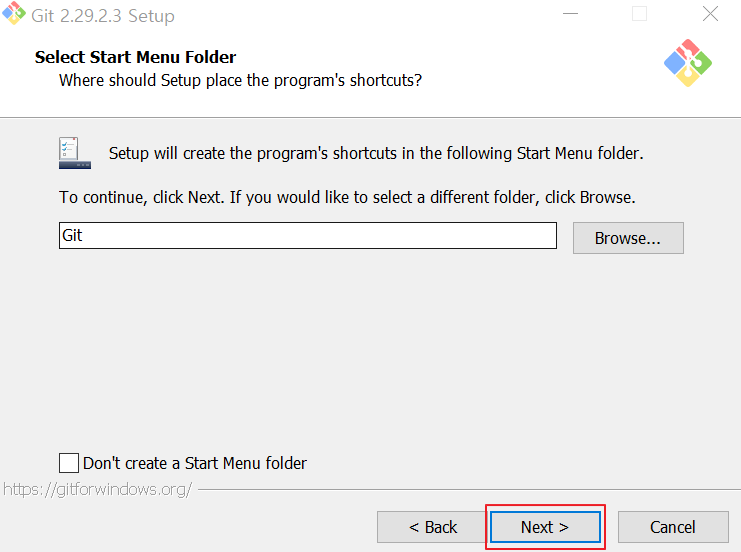 Git 2.29.2.3 Setup
Select Start Menu Folder
Where should Setup place the program's shortcuts?
Setup will create the program's shortcuts in the following Start Menu folder.
To continue, click Next. If you would like to select a different folder, click Browse.
Git
Browse...
Don't create a Start Menu folder
https://gitforwindows.org/
< Back
Next >
Cancel